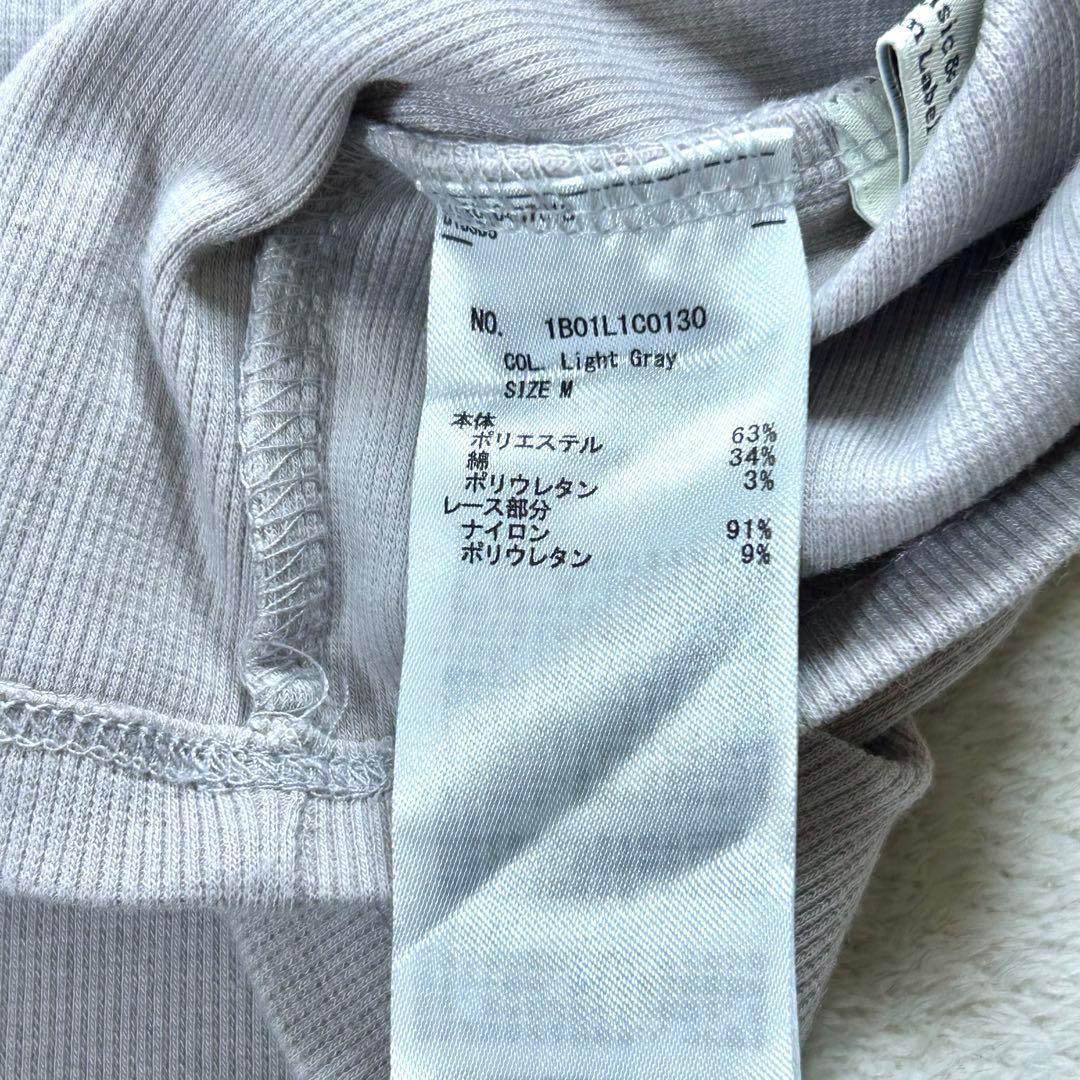 Label
NO. 1B01L1C0130
COL. Light Gray
SIZE M
本体
ポリエステル 63%
綿 34%
ポリウレタン 3%
レース部分
ナイロン 91%
ポリウレタン 9%